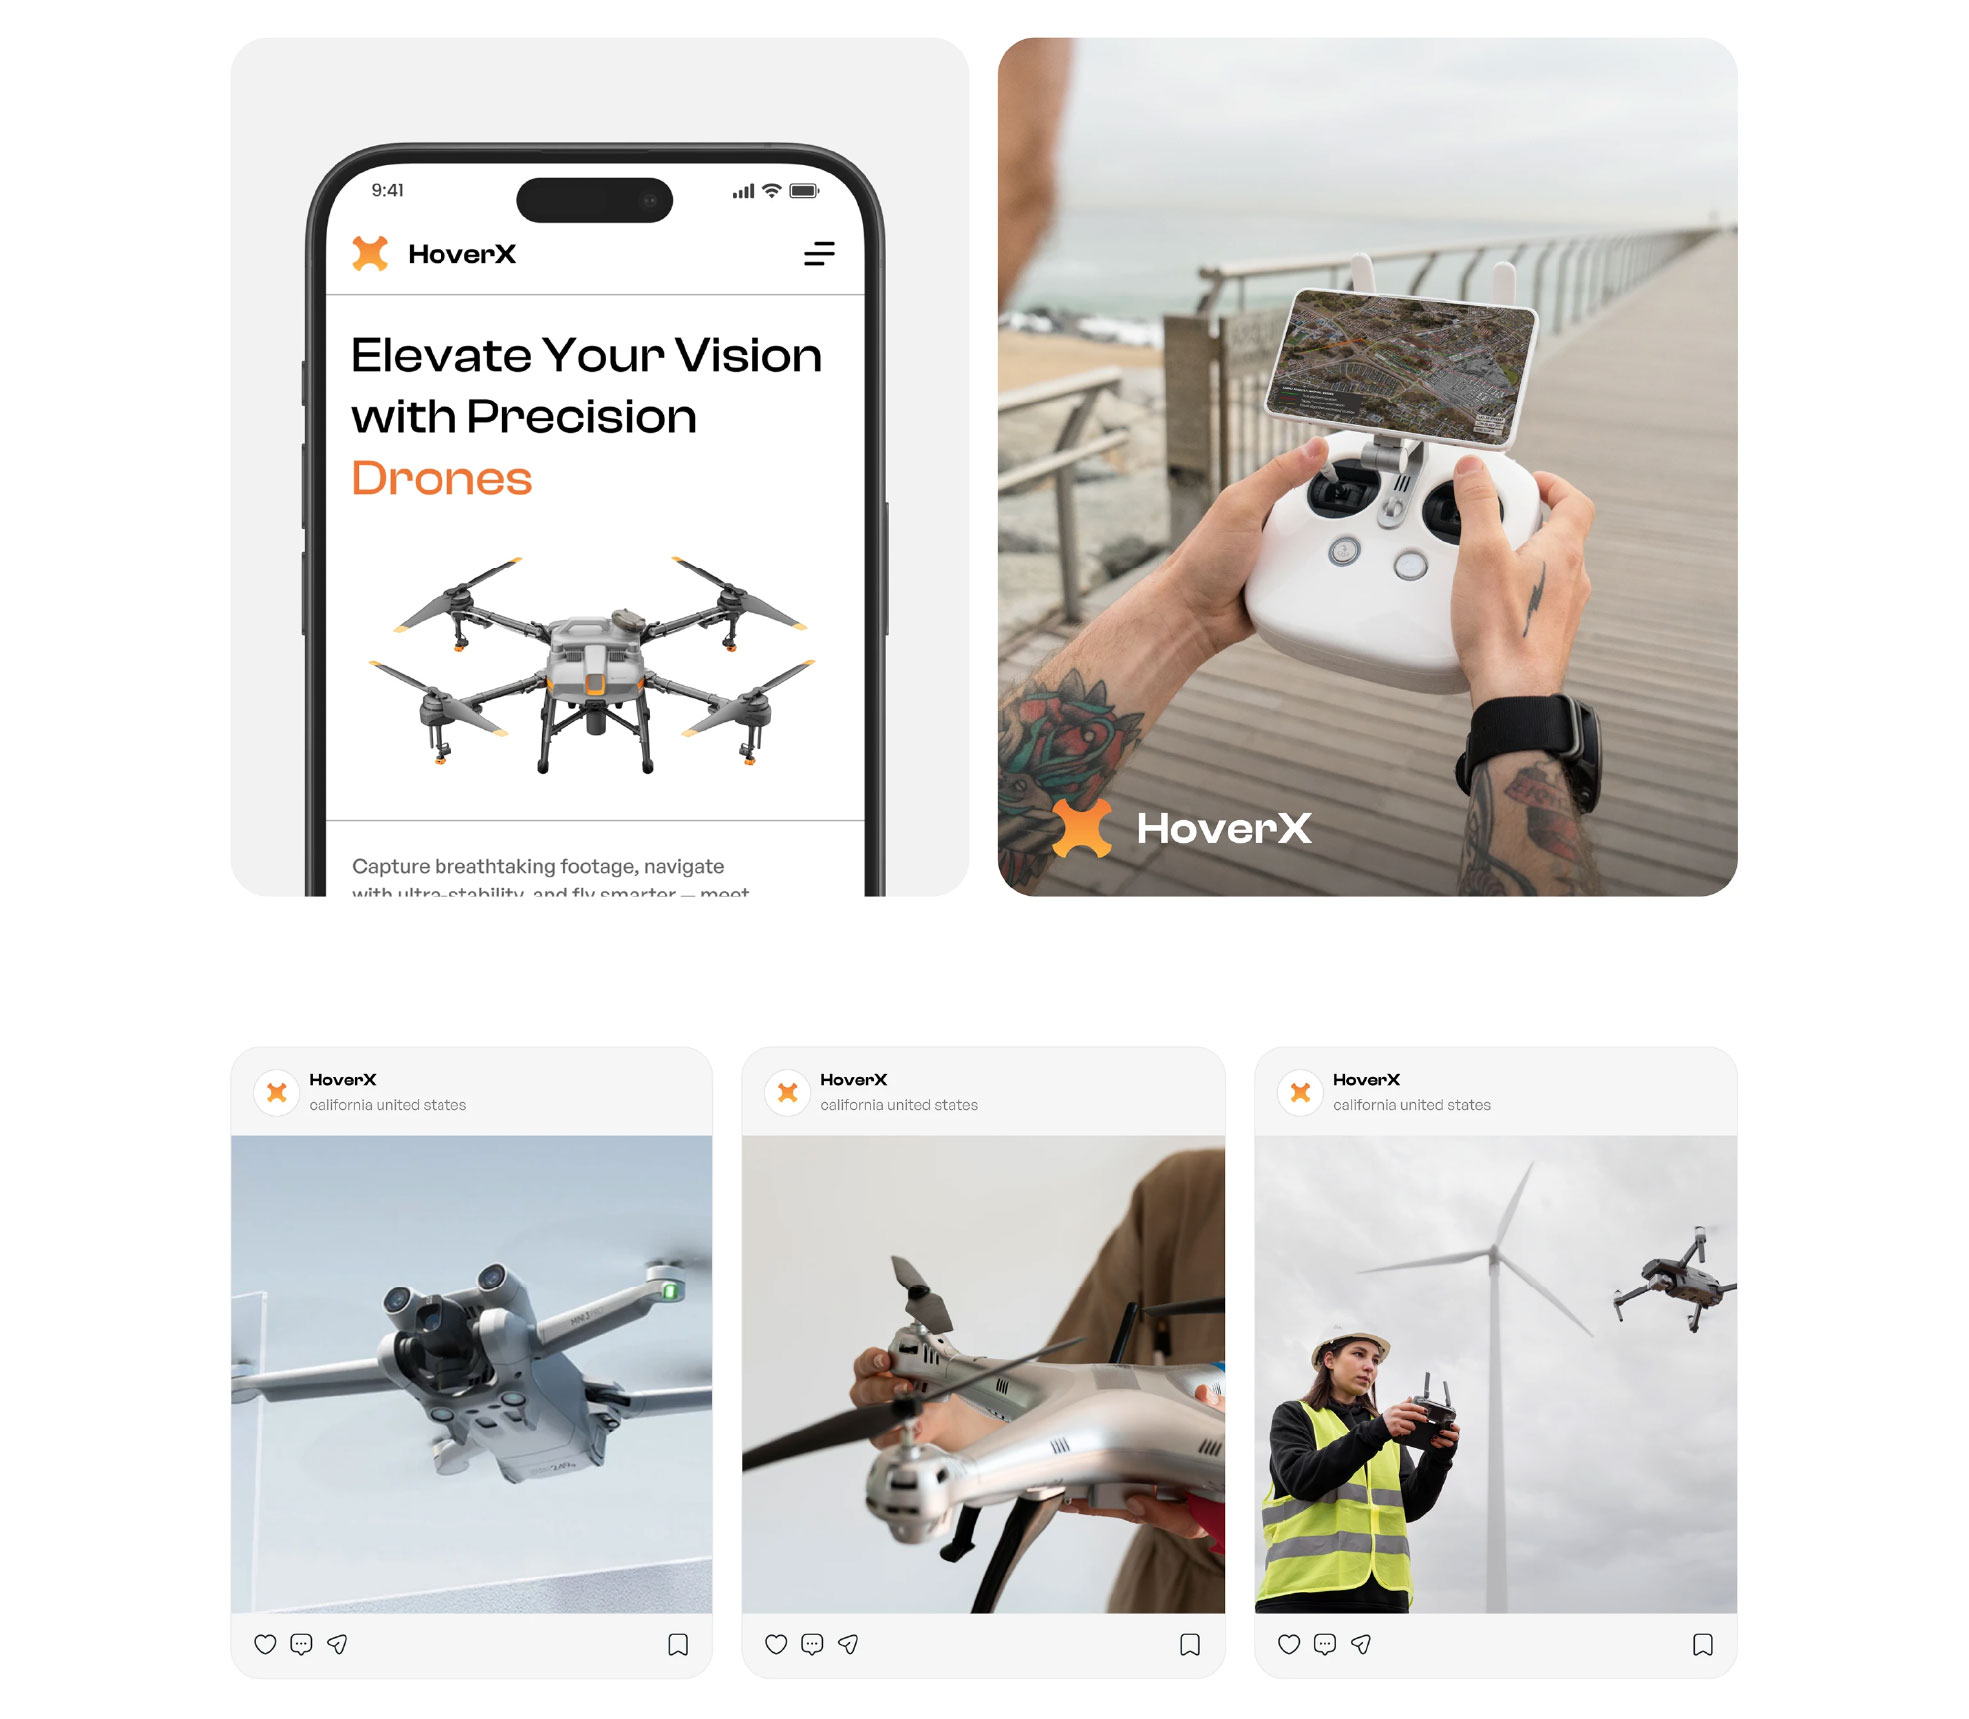 9:41
HoverX
Elevate Your Vision
with Precision
Drones
Capture breathtaking footage, navigate
with ultra-stability, and fly smarter — meet
HoverX
HoverX
california united states
HoverX
california united states
HoverX
california united states